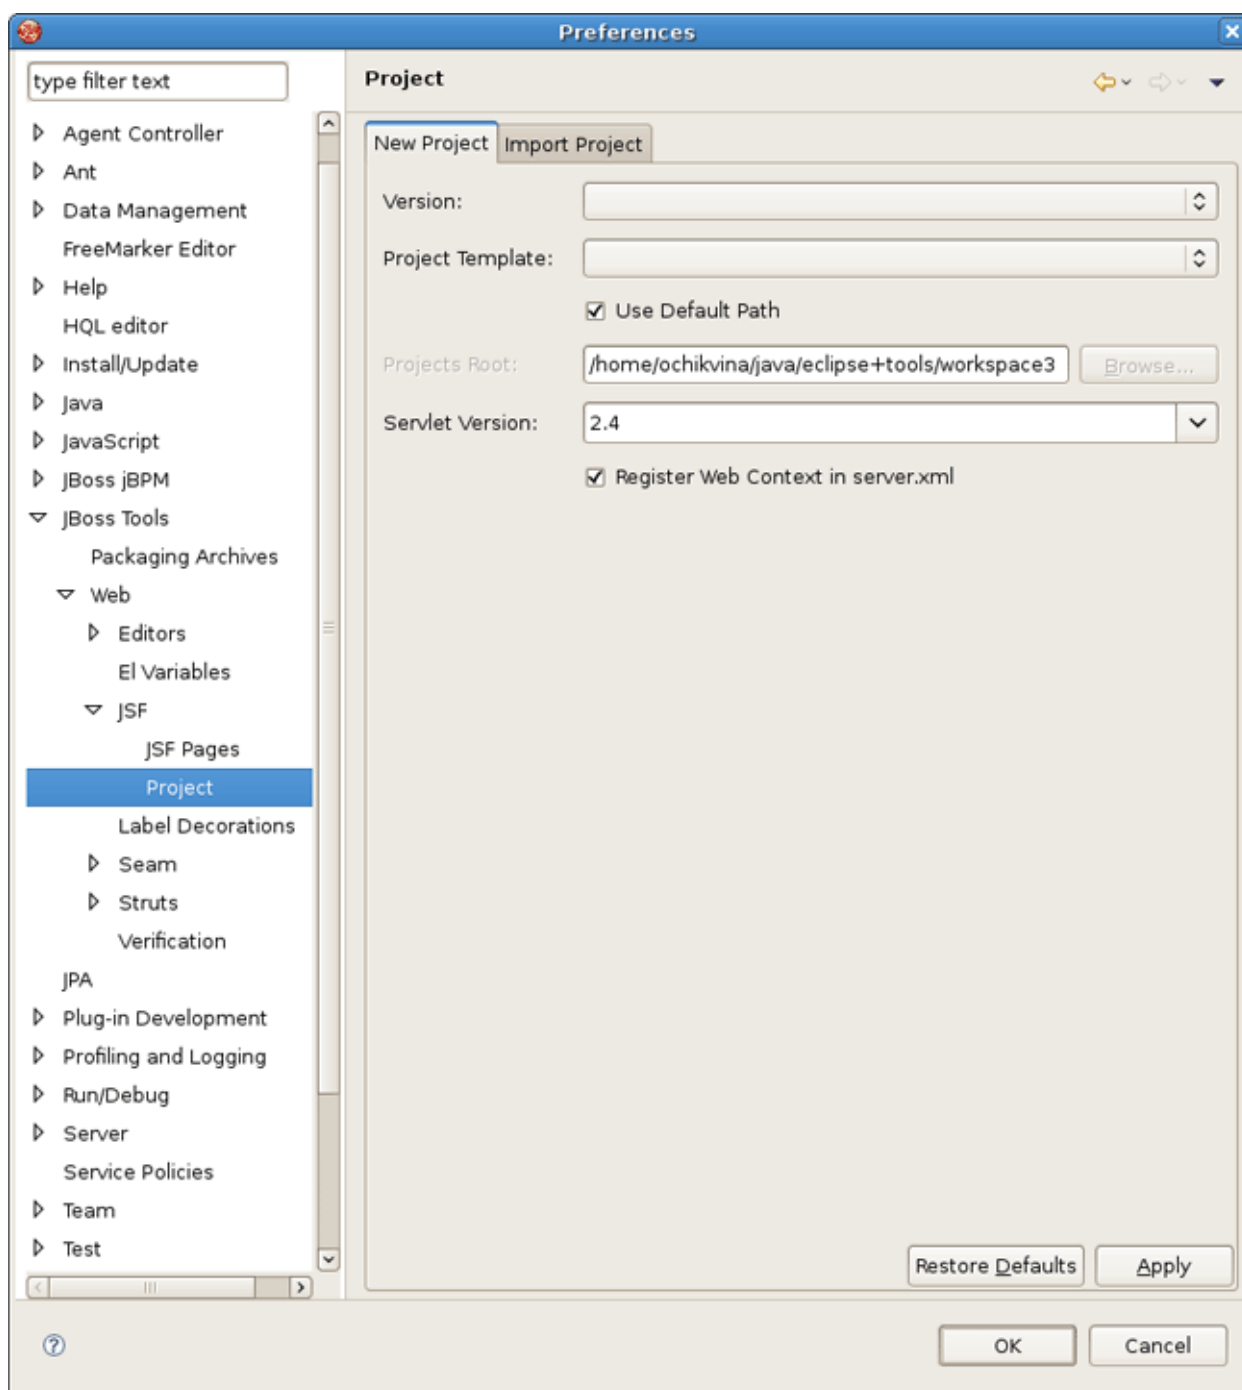 Preferences
type filter text
Agent Controller
Ant
Data Management
FreeMarker Editor
Help
HQL editor
Install/Update
Java
JavaScript
JBoss jBPM
JBoss Tools
Packaging Archives
Web
Editors
El Variables
JSF
JSF Pages
Project
Label Decorations
Seam
Struts
Verification
JPA
Plug-in Development
Profiling and Logging
Run/Debug
Server
Service Policies
Team
Test
Project
New Project Import Project
Version:
Project Template:
Use Default Path
Projects Root: /home/ochikvina/java/eclipse+tools/workspace3 Browse...
Servlet Version: 2.4
Register Web Context in server.xml
Restore Defaults Apply
OK Cancel